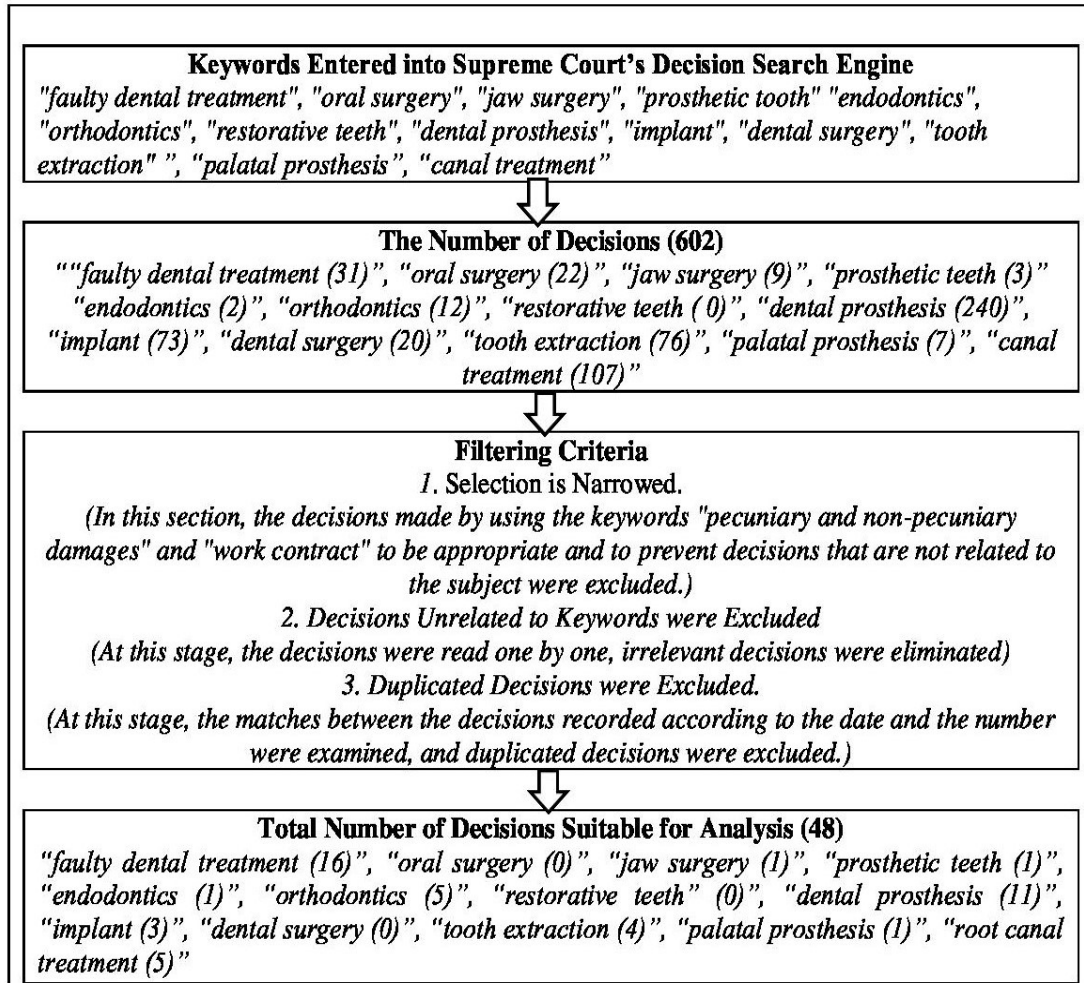 Keywords Entered into Supreme Court's Decision Search Engine
"faulty dental treatment", "oral surgery", "jaw surgery", "prosthetic tooth" "endodontics",
"orthodontics", "restorative teeth", "dental prosthesis", "implant", "dental surgery", "tooth
extraction" ”, “palatal prosthesis”, “canal treatment”
The Number of Decisions (602)
““faulty dental treatment (31)”, “oral surgery (22)”, “jaw surgery (9)”, “prosthetic teeth (3)”
“endodontics (2)”, “orthodontics (12)”, “restorative teeth ( 0)”, “dental prosthesis (240)”,
“implant (73)”, “dental surgery (20)”, “tooth extraction (76)”, “palatal prosthesis (7)”, “canal
treatment (107)”
Filtering Criteria
1. Selection is Narrowed.
(In this section, the decisions made by using the keywords "pecuniary and non-pecuniary
damages" and "work contract" to be appropriate and to prevent decisions that are not related to
the subject were excluded.)
2. Decisions Unrelated to Keywords were Excluded
(At this stage, the decisions were read one by one, irrelevant decisions were eliminated)
3. Duplicated Decisions were Excluded.
(At this stage, the matches between the decisions recorded according to the date and the number
were examined, and duplicated decisions were excluded.)
Total Number of Decisions Suitable for Analysis (48)
“faulty dental treatment (16)”, “oral surgery (0)”, “jaw surgery (1)”, “prosthetic teeth (1)”,
“endodontics (1)”, “orthodontics (5)”, “restorative teeth” (0)”, “dental prosthesis (11)”,
“implant (3)”, “dental surgery (0)”, “tooth extraction (4)”, “palatal prosthesis (1)”, “root canal
treatment (5)”